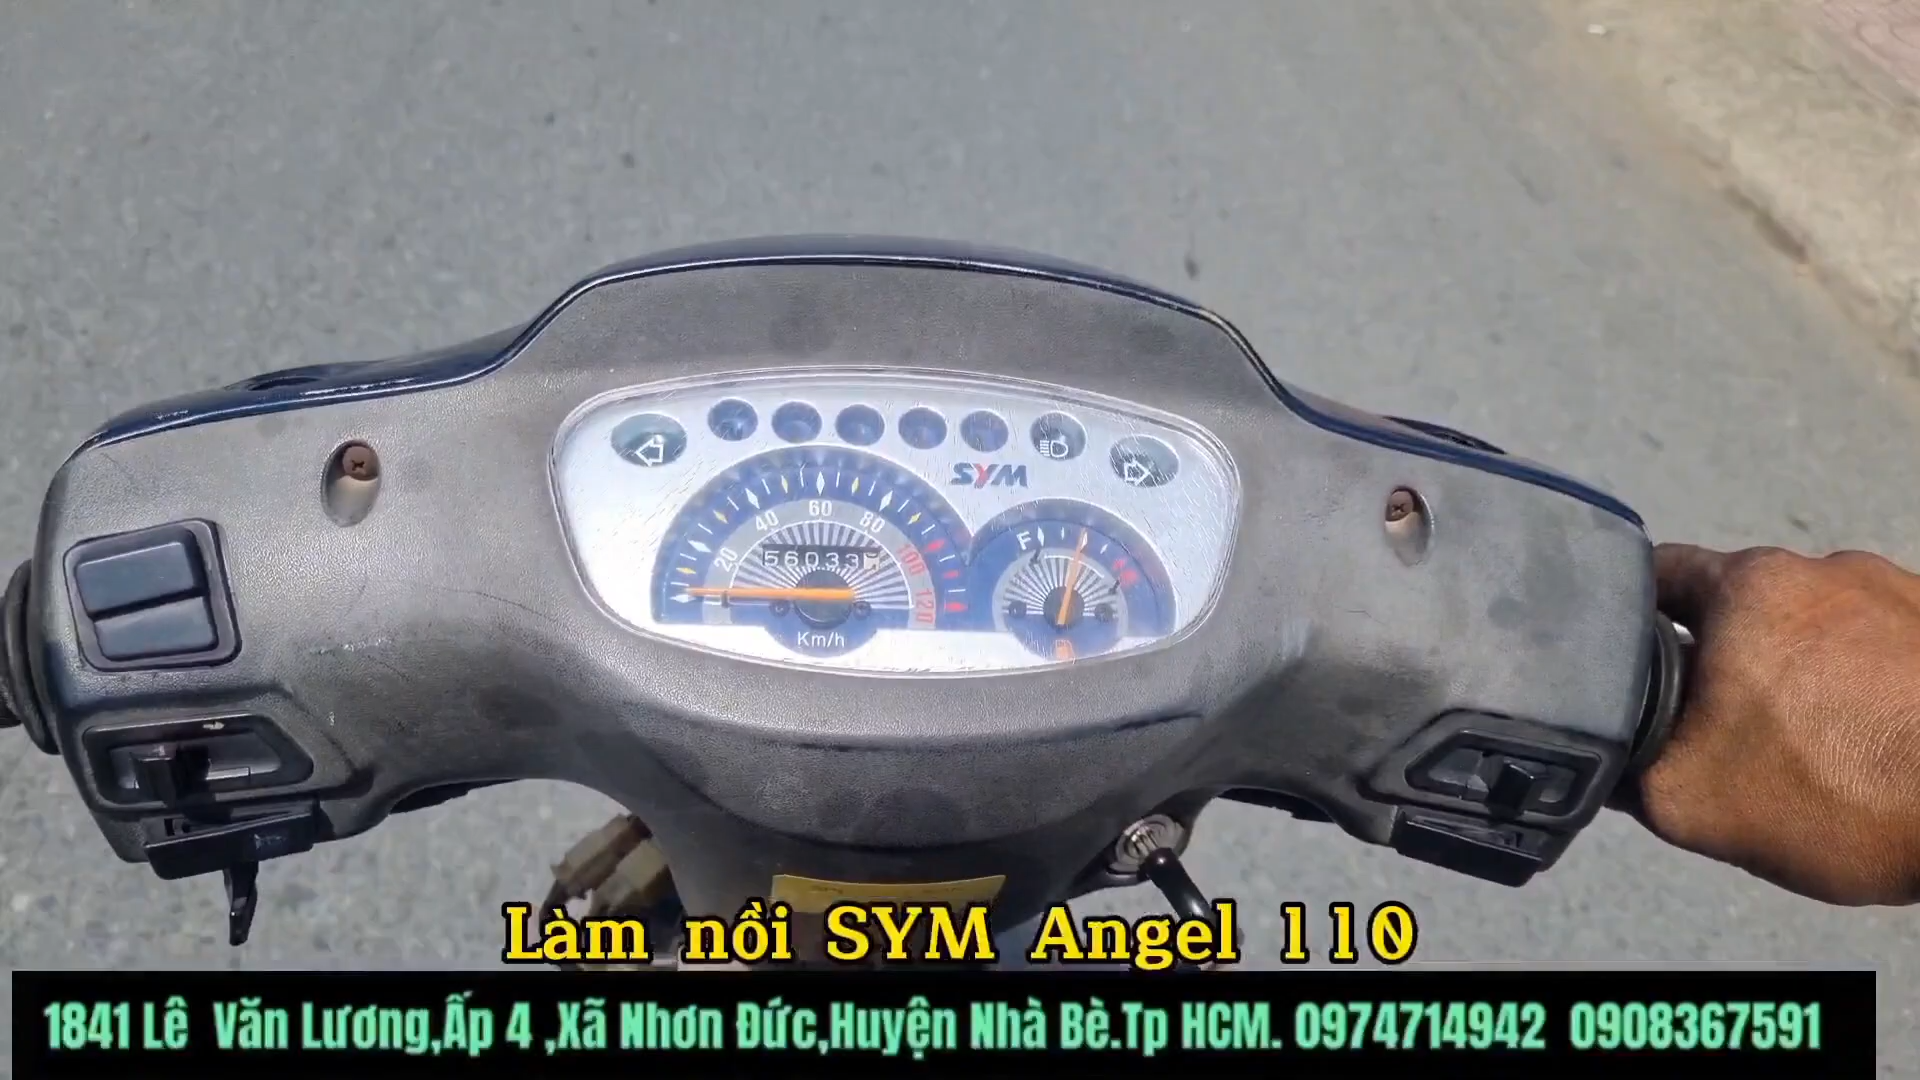 SYM
20 40 60 80 100 120
F
56033
Km/h
Làm nồi SYM Angel 110
1841 Lê Văn Lương,Ấp 4 ,Xã Nhơn Đức,Huyện Nhà Bè.Tp HCM. 0974714942 0908367591